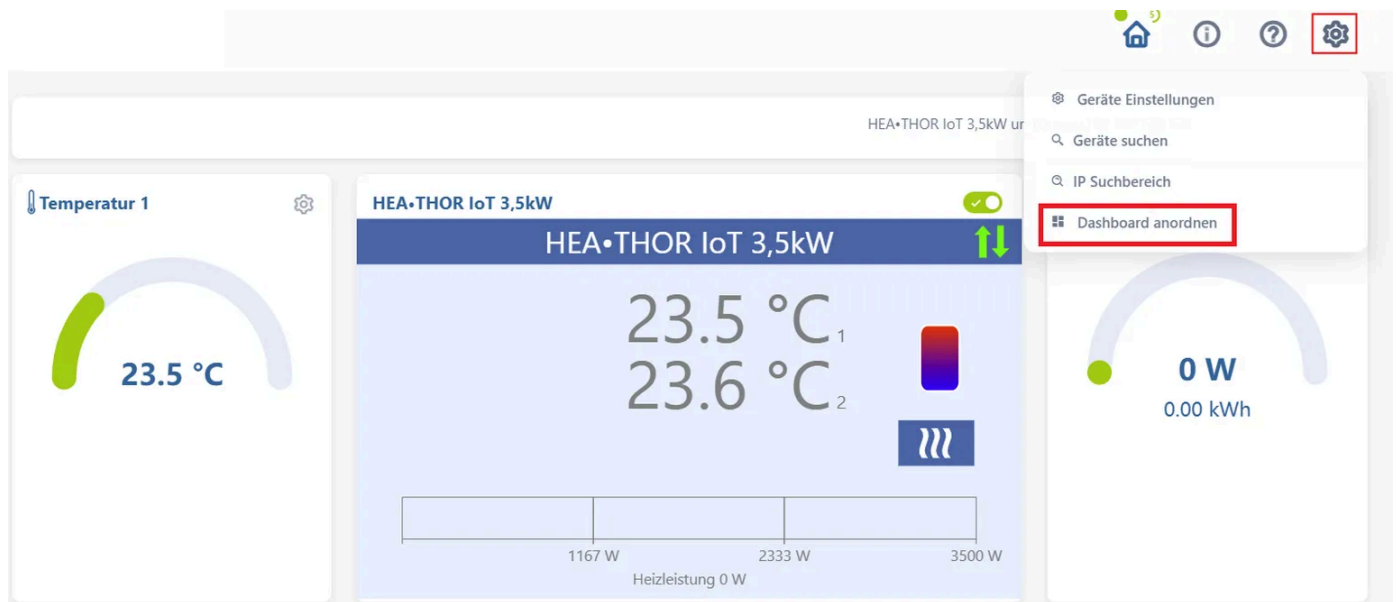 Geräte Einstellungen
HEA•THOR IoT 3,5kW
Geräte suchen
IP Suchbereich
Dashboard anordnen
Temperatur 1
23.5 °C
HEA•THOR IoT 3,5kW
HEA•THOR IoT 3,5kW
23.5 °C 1
23.6 °C 2
1167 W 2333 W 3500 W
Heizleistung 0 W
0 W
0.00 kWh